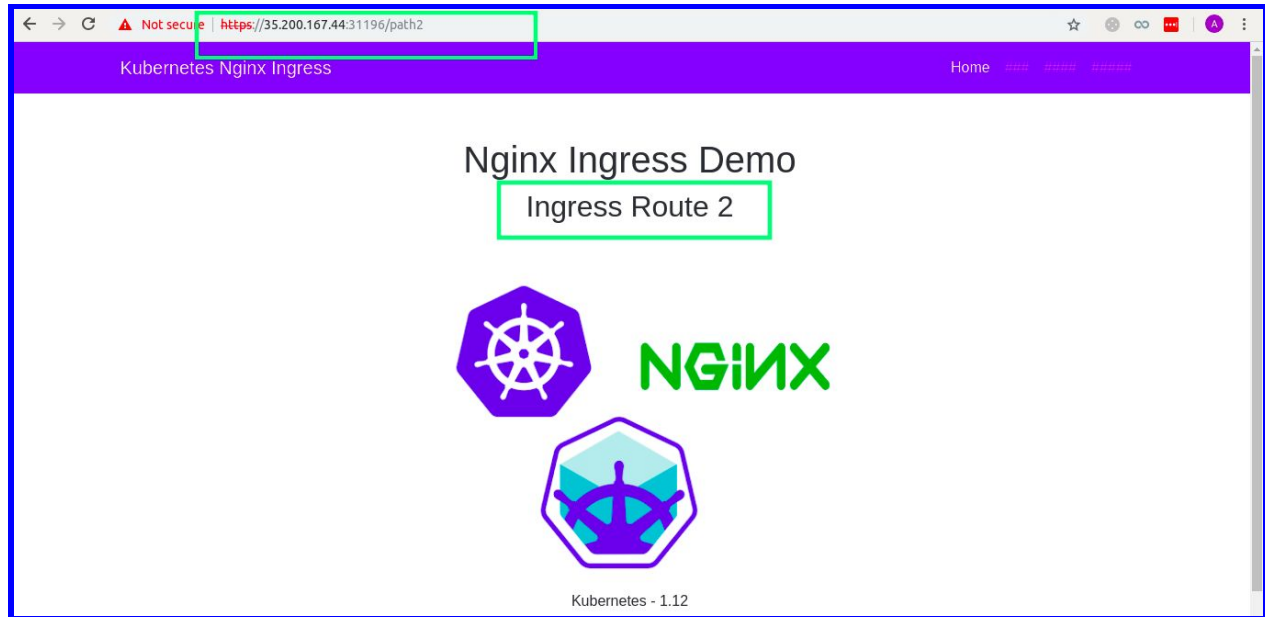 Not secure | https://35.200.167.44:31196/path2
A
Kubernetes Nginx Ingress
Home ### #### #####
Nginx Ingress Demo
Ingress Route 2
NGiNX
Kubernetes - 1.12